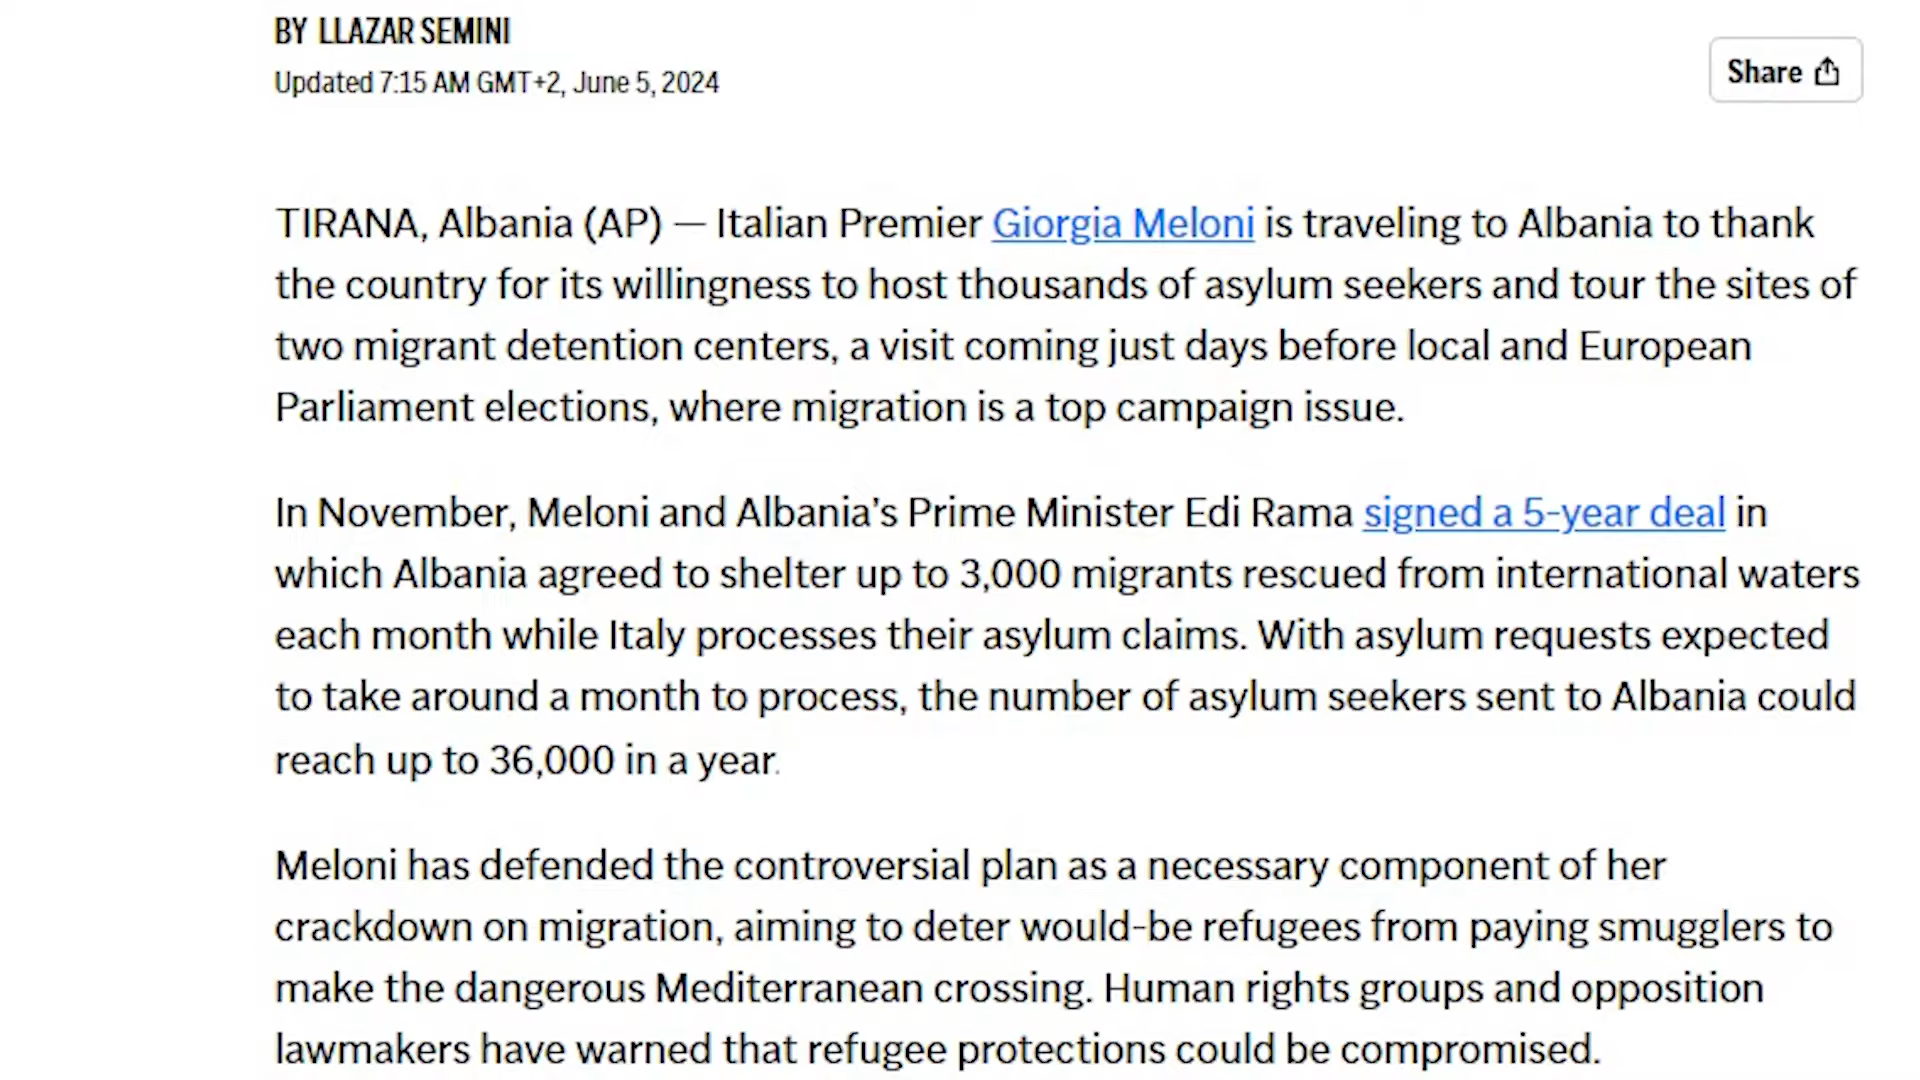 BY LLAZAR SEMINI
Updated 7:15 AM GMT+2, June 5, 2024
Share
TIRANA, Albania (AP) — Italian Premier Giorgia Meloni is traveling to Albania to thank
the country for its willingness to host thousands of asylum seekers and tour the sites of
two migrant detention centers, a visit coming just days before local and European
Parliament elections, where migration is a top campaign issue.
In November, Meloni and Albania's Prime Minister Edi Rama signed a 5-year deal in
which Albania agreed to shelter up to 3,000 migrants rescued from international waters
each month while Italy processes their asylum claims. With asylum requests expected
to take around a month to process, the number of asylum seekers sent to Albania could
reach up to 36,000 in a year.
Meloni has defended the controversial plan as a necessary component of her
crackdown on migration, aiming to deter would-be refugees from paying smugglers to
make the dangerous Mediterranean crossing. Human rights groups and opposition
lawmakers have warned that refugee protections could be compromised.